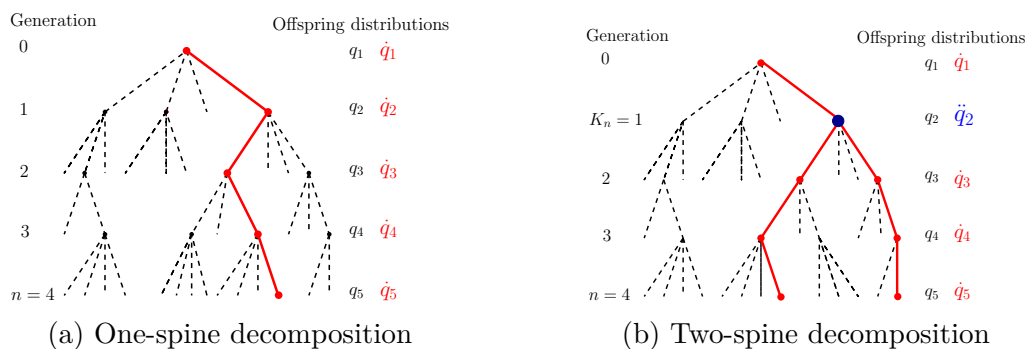 Generation Offspring distributions
0 q₁ q̇₁
1 q₂ q̇₂
2 q₃ q̇₃
3 q₄ q̇₄
n = 4 q₅ q̇₅
(a) One-spine decomposition
Generation Offspring distributions
0 q₁ q̇₁
Kₙ = 1 q₂ q̈₂
2 q₃ q̇₃
3 q₄ q̇₄
n = 4 q₅ q̇₅
(b) Two-spine decomposition